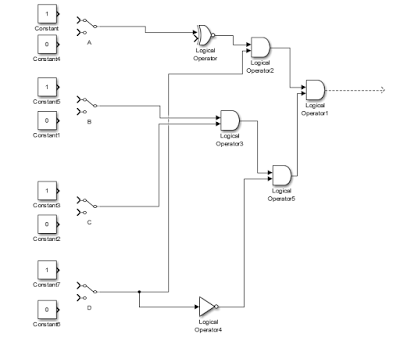 1
Constant
0
Constant4
A
Logical
Operator
Logical
Operator2
Logical
Operator1
1
Constant5
0
Constant1
B
Logical
Operator3
1
Constant3
0
Constant2
C
Logical
Operator5
1
Constant7
0
Constant6
D
Logical
Operator4